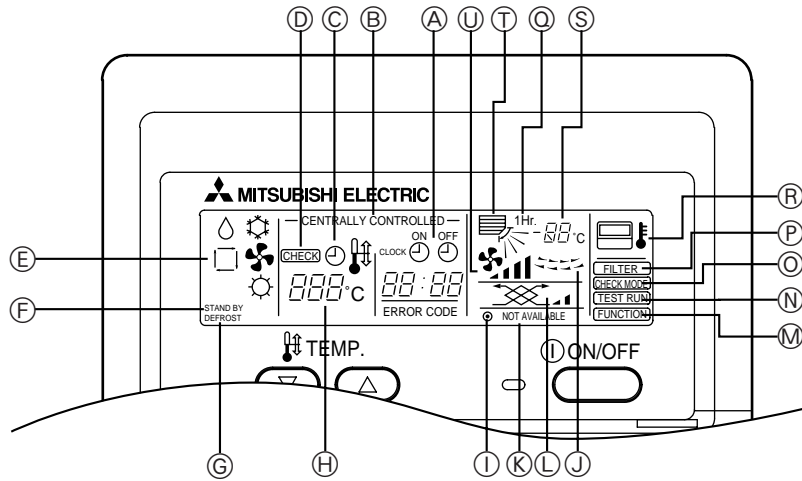 Ⓓ Ⓒ Ⓑ Ⓐ Ⓤ Ⓣ Ⓠ Ⓢ
MITSUBISHI ELECTRIC
CENTRALLY CONTROLLED
1Hr.
ON OFF
CHECK
CLOCK
88 °C
888 °C
88:88
ERROR CODE
STAND BY
DEFROST
NOT AVAILABLE
FILTER
CHECK MODE
TEST RUN
FUNCTION
Ⓔ
Ⓕ
Ⓡ
Ⓟ
Ⓞ
Ⓝ
Ⓜ
TEMP.
ON/OFF
Ⓖ Ⓗ Ⓘ Ⓚ Ⓛ Ⓙ